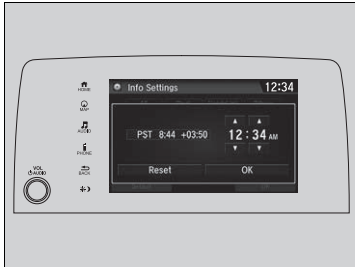 HOME
MAP
AUDIO
PHONE
BACK
VOL
AUDIO
Info Settings 12:34
PST 8:44 +03:50 12 : 34 AM
Reset OK